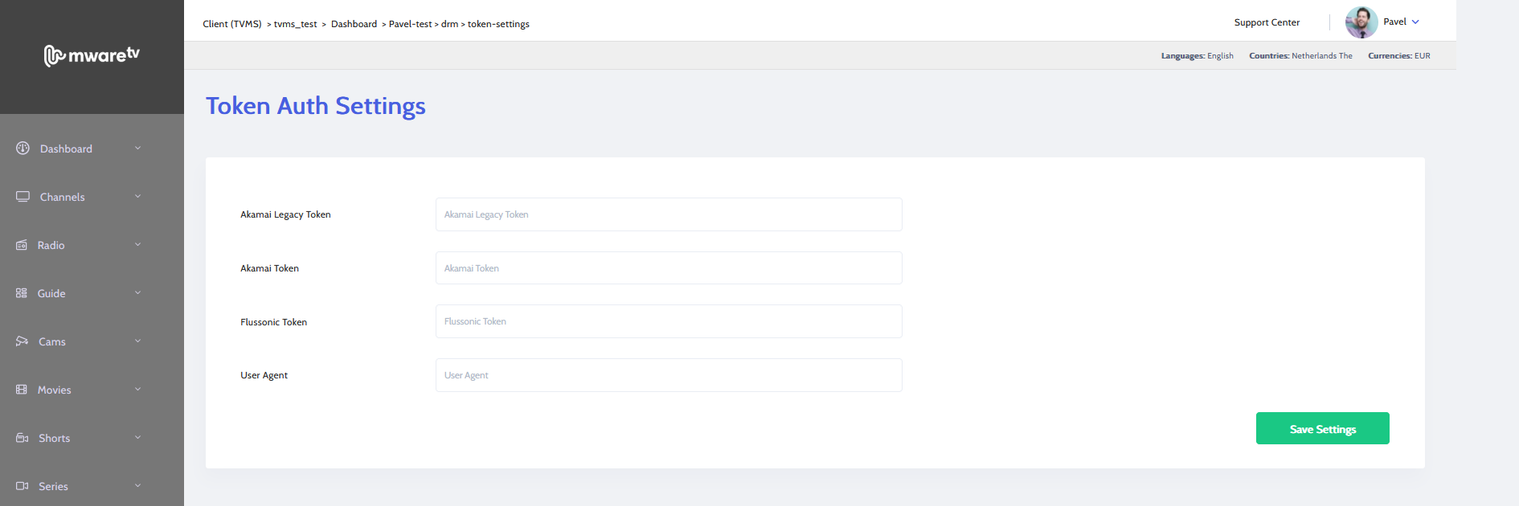 mware tv
Client (TVMS) > tvms_test > Dashboard > Pavel-test > drm > token-settings
Support Center
Pavel
Languages: English Countries: Netherlands The Currencies: EUR
Token Auth Settings
Dashboard
Channels
Radio
Guide
Cams
Movies
Shorts
Series
Akamai Legacy Token
Akamai Legacy Token
Akamai Token
Akamai Token
Flussonic Token
Flussonic Token
User Agent
User Agent
Save Settings